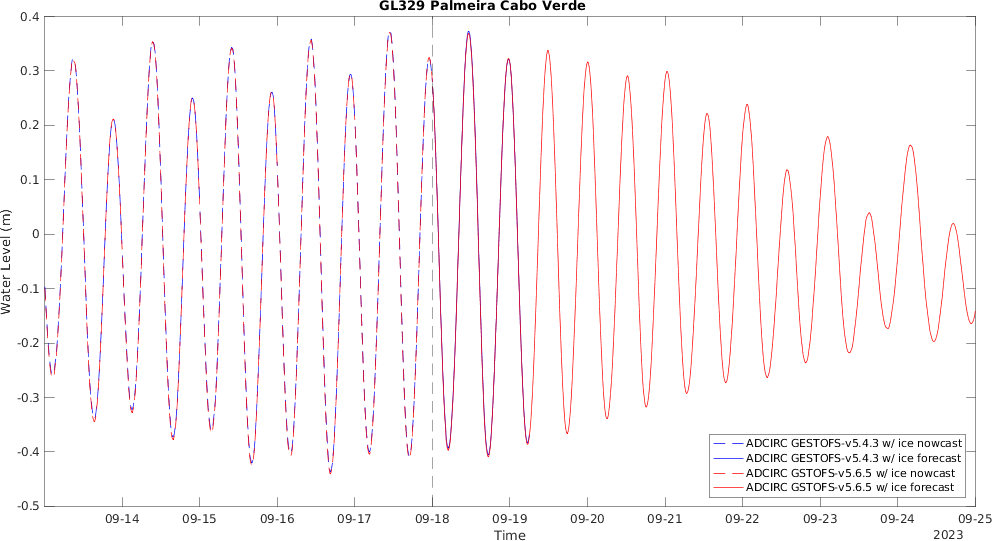 GL329 Palmeira Cabo Verde
0.4
0.3
0.2
0.1
0
-0.1
-0.2
-0.3
-0.4
-0.5
Water Level (m)
ADCIRC GESTOFS-v5.4.3 w/ ice nowcast
ADCIRC GESTOFS-v5.4.3 w/ ice forecast
ADCIRC GSTOFS-v5.6.5 w/ ice nowcast
ADCIRC GSTOFS-v5.6.5 w/ ice forecast
09-14 09-15 09-16 09-17 09-18 09-19 09-20 09-21 09-22 09-23 09-24 09-25
Time
2023